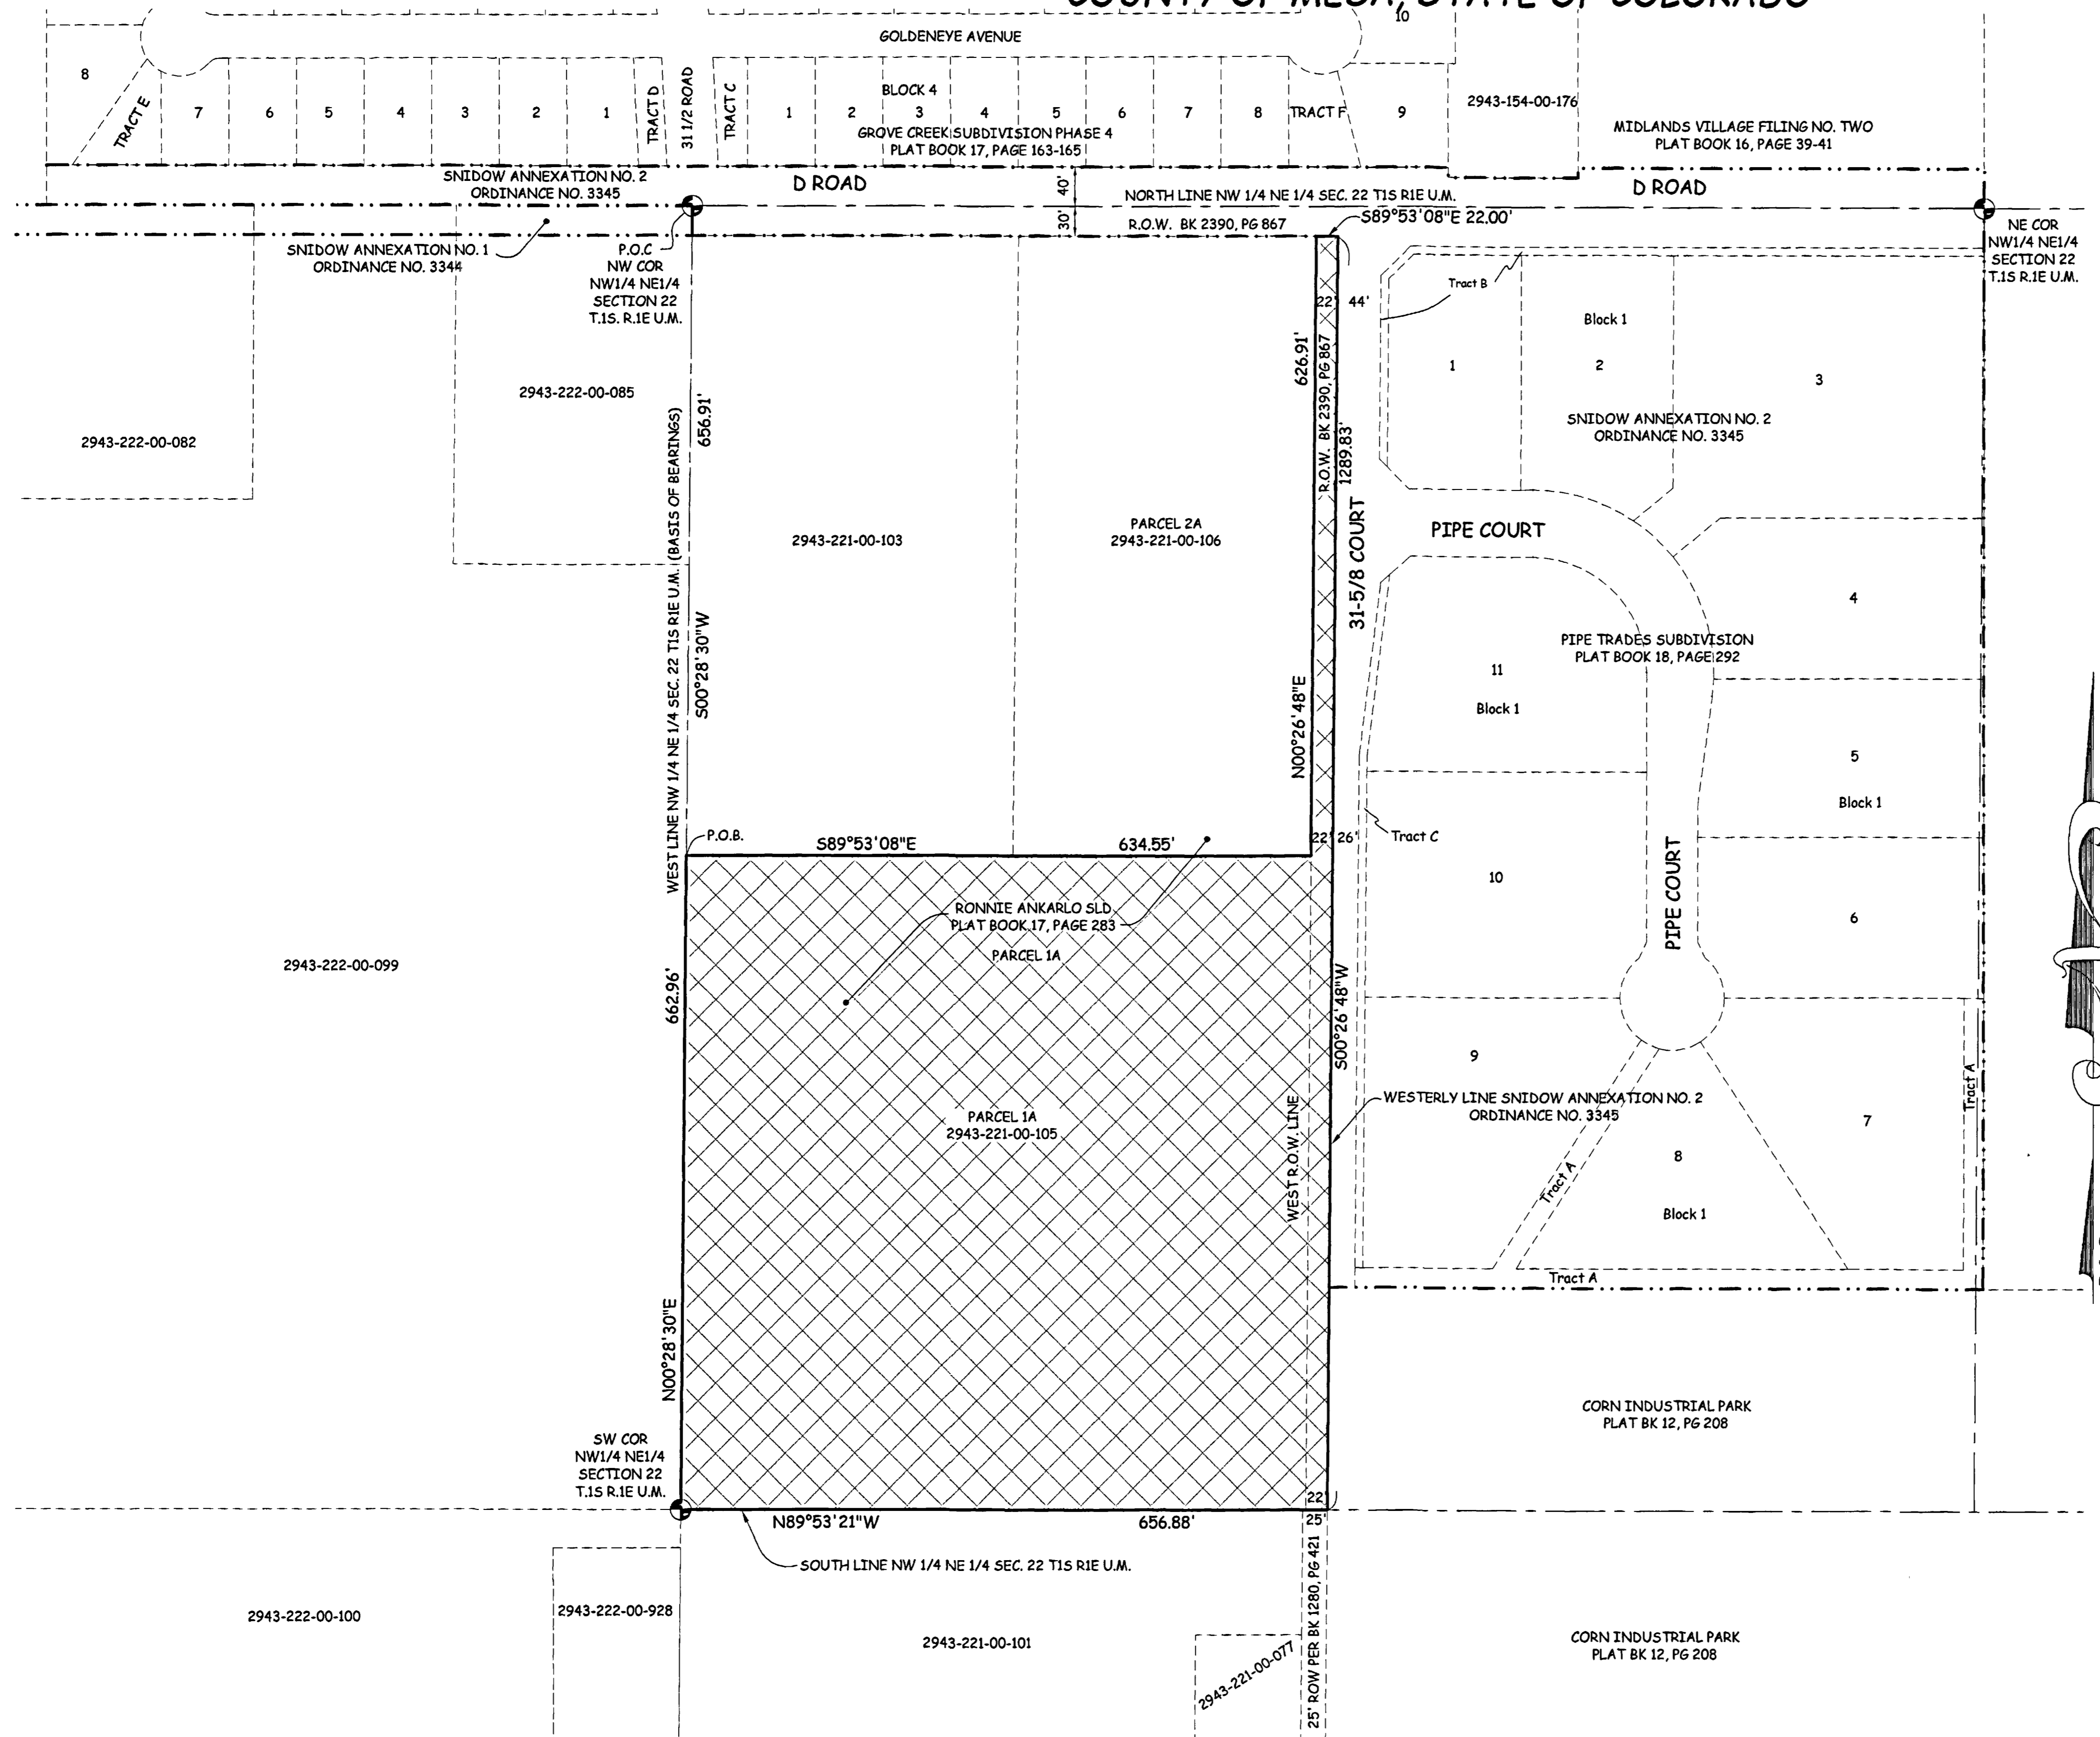 COUNTY OF MESA, STATE OF COLORADO
10
GOLDENEYE AVENUE
8
TRACT E
7
6
5
4
3
2
1
TRACT D
31 1/2 ROAD
TRACT C
BLOCK 4
1
2
3
4
5
6
7
8
TRACT F
9
2943-154-00-176
GROVE CREEK SUBDIVISION PHASE 4
PLAT BOOK 17, PAGE 163-165
MIDLANDS VILLAGE FILING NO. TWO
PLAT BOOK 16, PAGE 39-41
SNIDOW ANNEXATION NO. 2
ORDINANCE NO. 3345
D ROAD
40'
30'
NORTH LINE NW 1/4 NE 1/4 SEC. 22 T1S R1E U.M.
D ROAD
R.O.W. BK 2390, PG 867
S89°53'08"E 22.00'
SNIDOW ANNEXATION NO. 1
ORDINANCE NO. 3344
P.O.C
NW COR
NW1/4 NE1/4
SECTION 22
T.1S. R.1E U.M.
NE COR
NW1/4 NE1/4
SECTION 22
T.1S R.1E U.M.
22'
44'
Tract B
Block 1
1
2
3
SNIDOW ANNEXATION NO. 2
ORDINANCE NO. 3345
2943-222-00-082
2943-222-00-085
656.91'
S00°28'30"W
WEST LINE NW 1/4 NE 1/4 SEC. 22 T1S R1E U.M. (BASIS OF BEARINGS)
2943-221-00-103
PARCEL 2A
2943-221-00-106
626.91'
N00°26'48"E
R.O.W. BK 2390, PG 867
1289.83'
31-5/8 COURT
PIPE COURT
4
PIPE TRADES SUBDIVISION
PLAT BOOK 18, PAGE 292
11
Block 1
5
Block 1
P.O.B.
S89°53'08"E
634.55'
22'
26'
Tract C
10
PIPE COURT
6
RONNIE ANKARLO SLD
PLAT BOOK 17, PAGE 283
PARCEL 1A
2943-222-00-099
662.96'
N00°28'30"E
S00°26'48"W
9
Tract A
WESTERLY LINE SNIDOW ANNEXATION NO. 2
ORDINANCE NO. 3345
PARCEL 1A
2943-221-00-105
WEST R.O.W. LINE
7
8
Tract A
Block 1
Tract A
CORN INDUSTRIAL PARK
PLAT BK 12, PG 208
SW COR
NW1/4 NE1/4
SECTION 22
T.1S R.1E U.M.
22'
N89°53'21"W
656.88'
25'
SOUTH LINE NW 1/4 NE 1/4 SEC. 22 T1S R1E U.M.
25' ROW PER BK 1280, PG 421
2943-222-00-100
2943-222-00-928
2943-221-00-101
2943-221-00-077
CORN INDUSTRIAL PARK
PLAT BK 12, PG 208